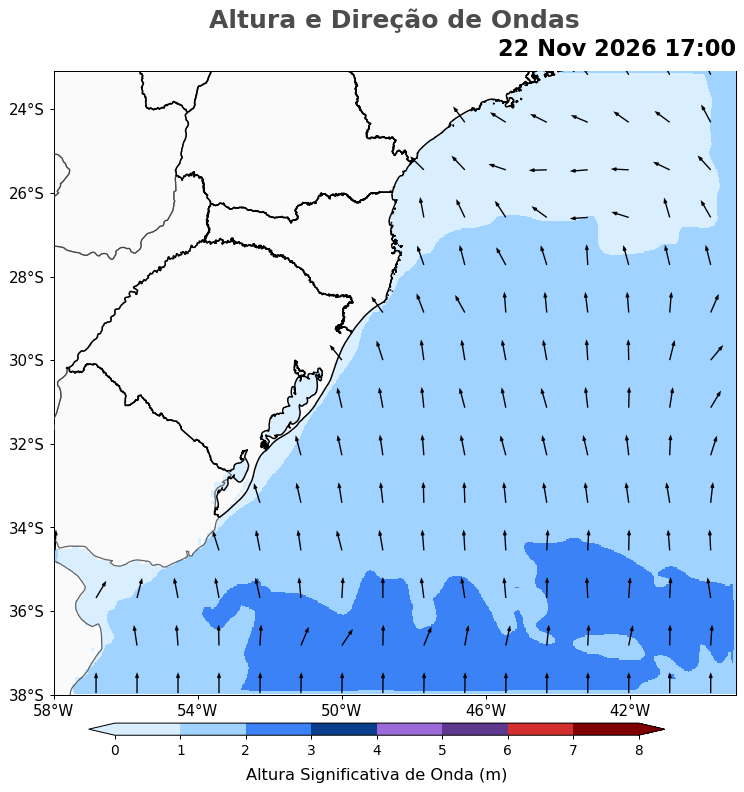 Altura e Direção de Ondas
22 Nov 2026 17:00
24°S
26°S
28°S
30°S
32°S
34°S
36°S
38°S
58°W 54°W 50°W 46°W 42°W
0 1 2 3 4 5 6 7 8
Altura Significativa de Onda (m)